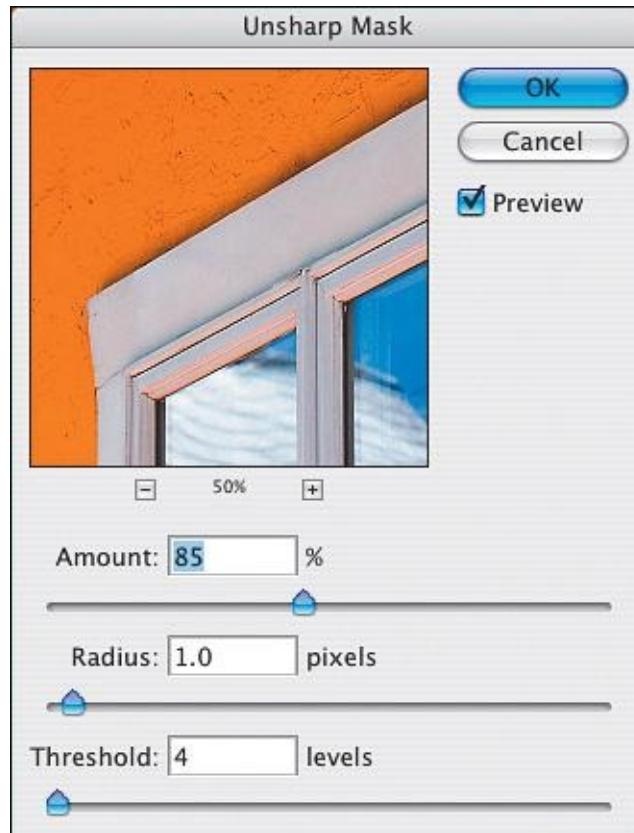 Unsharp Mask
OK
Cancel
Preview
- 50% +
Amount: 85 %
Radius: 1.0 pixels
Threshold: 4 levels